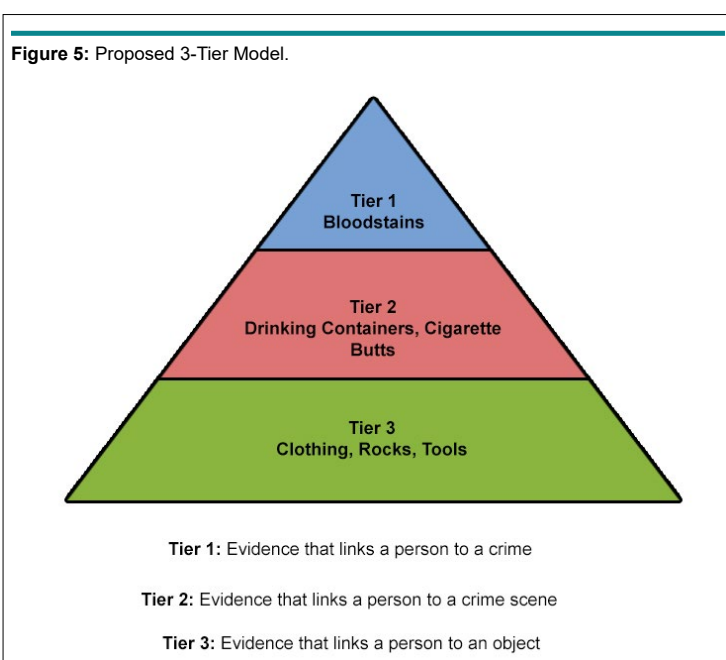 Figure 5: Proposed 3-Tier Model.
Tier 1
Bloodstains
Tier 2
Drinking Containers, Cigarette
Butts
Tier 3
Clothing, Rocks, Tools
Tier 1: Evidence that links a person to a crime
Tier 2: Evidence that links a person to a crime scene
Tier 3: Evidence that links a person to an object